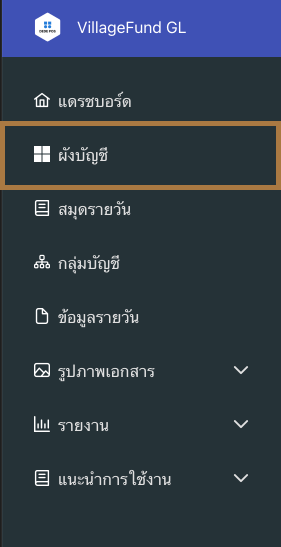 DEDE POS
VillageFund GL
แดรชบอร์ด
ผังบัญชี
สมุดรายวัน
กลุ่มบัญชี
ข้อมูลรายวัน
รูปภาพเอกสาร
รายงาน
แนะนำการใช้งาน